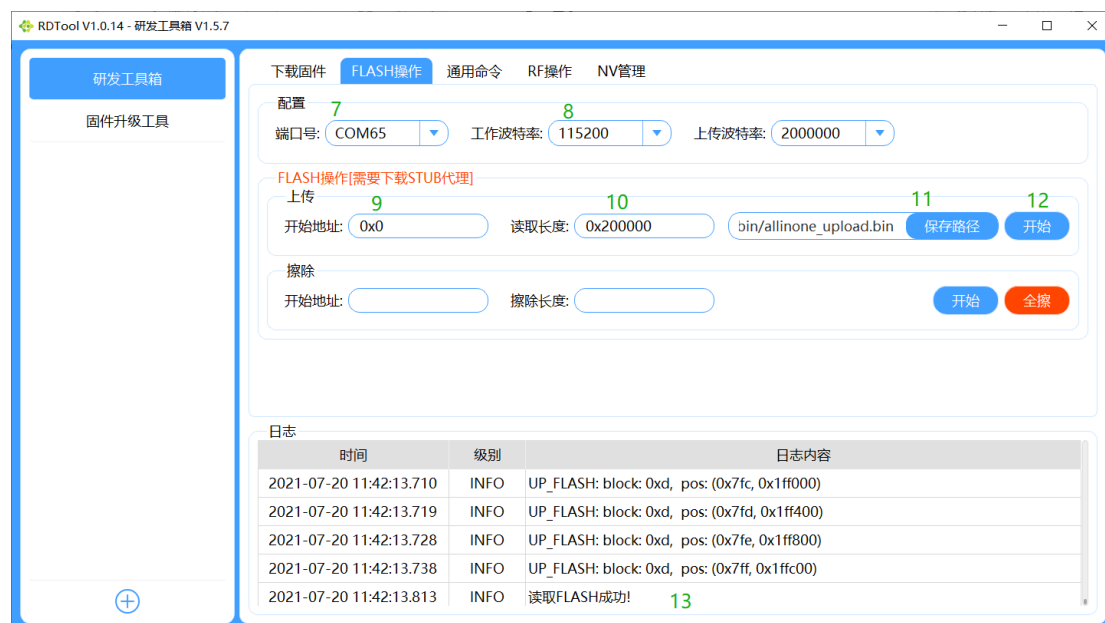 RDTool V1.0.14 - 研发工具箱 V1.5.7
研发工具箱
固件升级工具
下载固件 FLASH操作 通用命令 RF操作 NV管理
配置
7 8
端口号: COM65 工作波特率: 115200 上传波特率: 2000000
FLASH操作[需要下载STUB代理]
上传
9 10 11 12
开始地址: 0x0 读取长度: 0x200000 bin/allinone_upload.bin 保存路径 开始
擦除
开始地址: 擦除长度: 开始 全擦
日志
时间 级别 日志内容
2021-07-20 11:42:13.710 INFO UP_FLASH: block: 0xd, pos: (0x7fc, 0x1ff000)
2021-07-20 11:42:13.719 INFO UP_FLASH: block: 0xd, pos: (0x7fd, 0x1ff400)
2021-07-20 11:42:13.728 INFO UP_FLASH: block: 0xd, pos: (0x7fe, 0x1ff800)
2021-07-20 11:42:13.738 INFO UP_FLASH: block: 0xd, pos: (0x7ff, 0x1ffc00)
2021-07-20 11:42:13.813 INFO 读取FLASH成功! 13